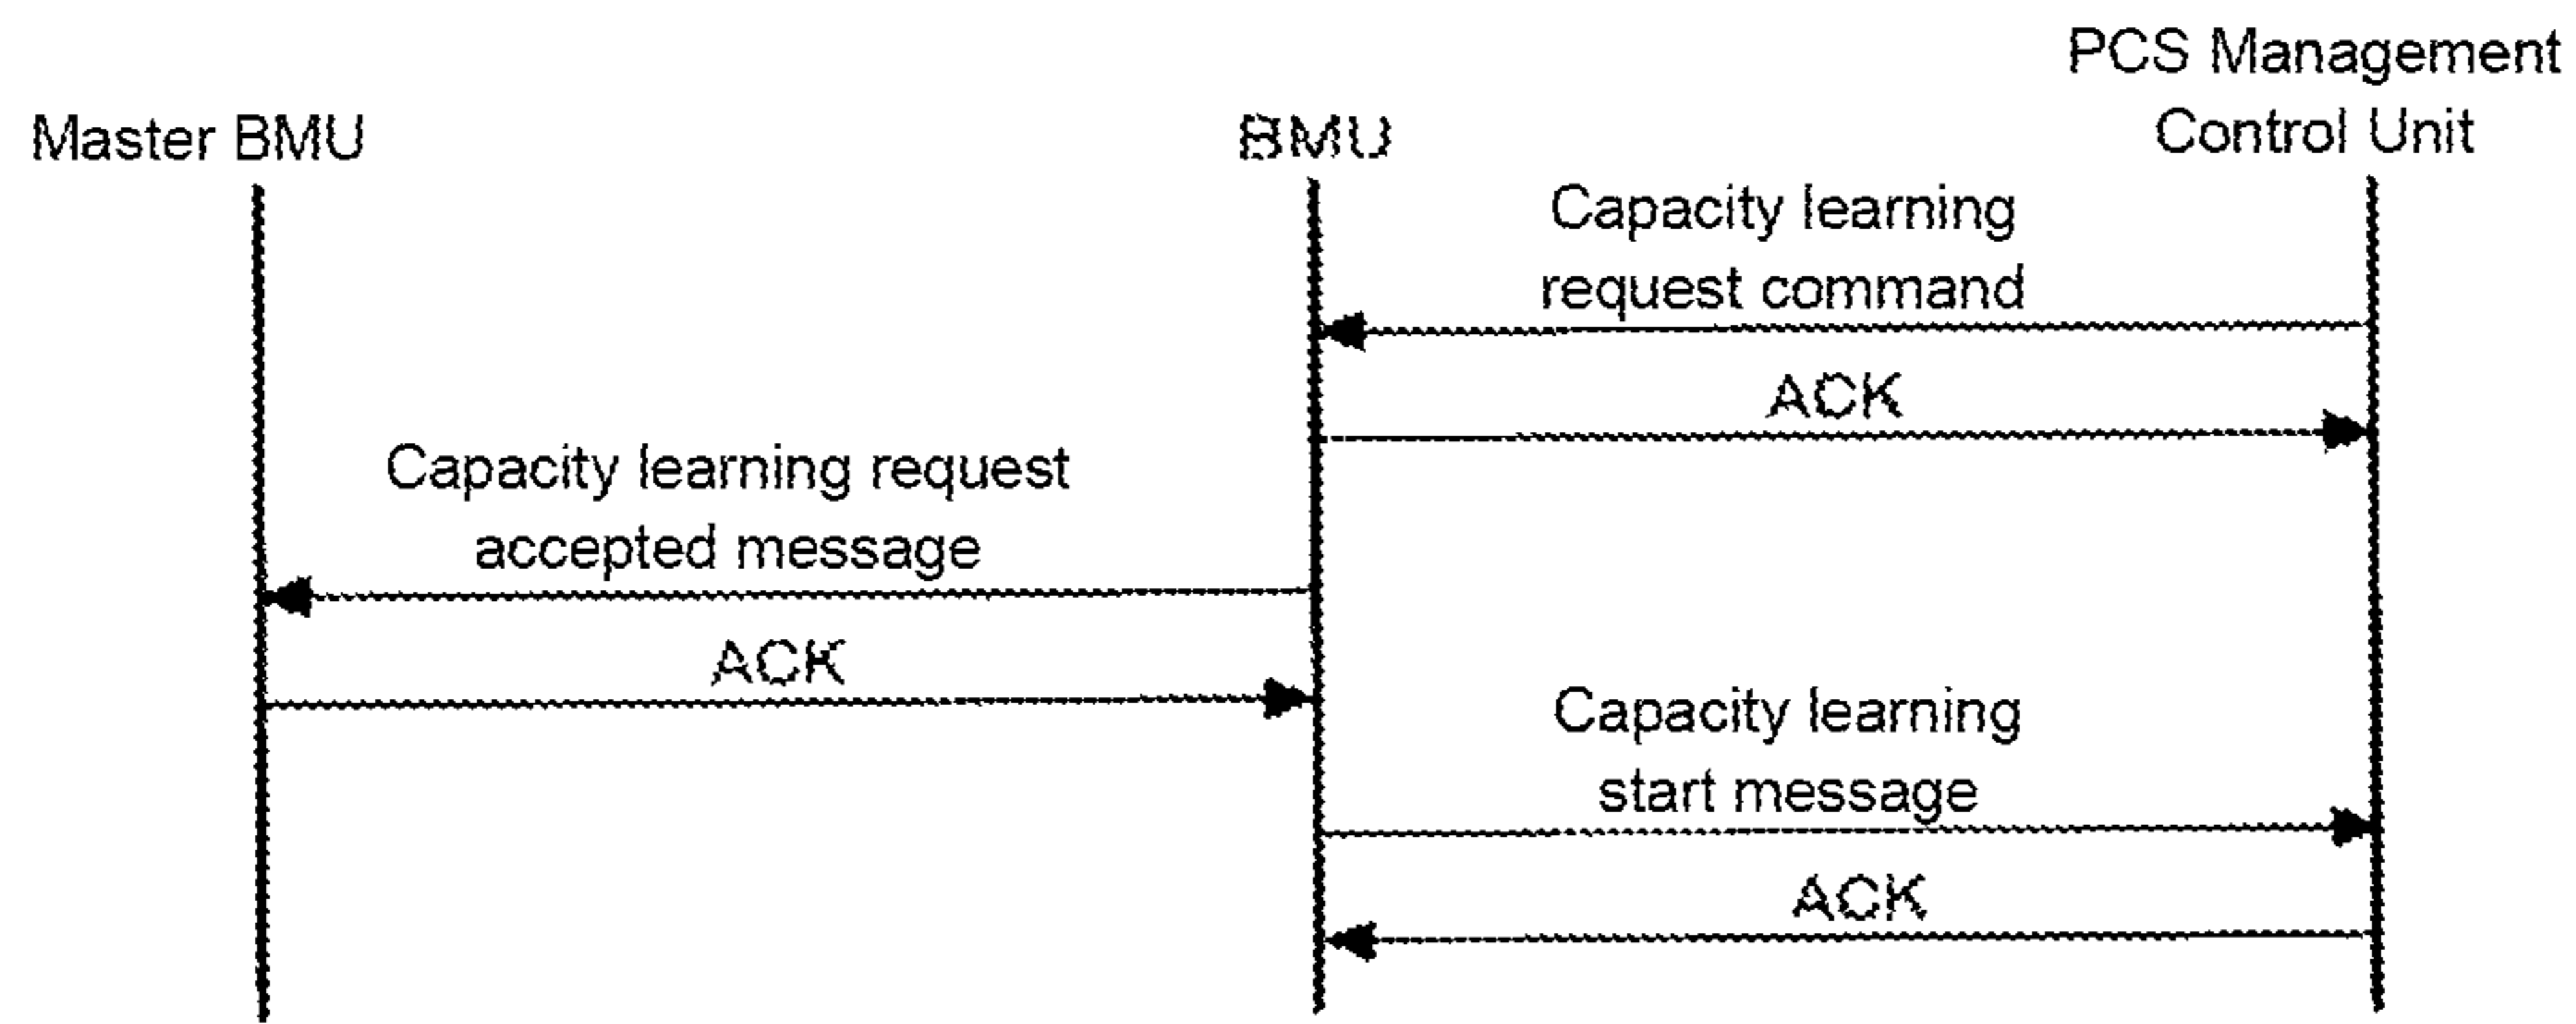 PCS Management
Control Unit
Master BMU
BMU
Capacity learning
request command
ACK
Capacity learning request
accepted message
ACK
Capacity learning
start message
ACK